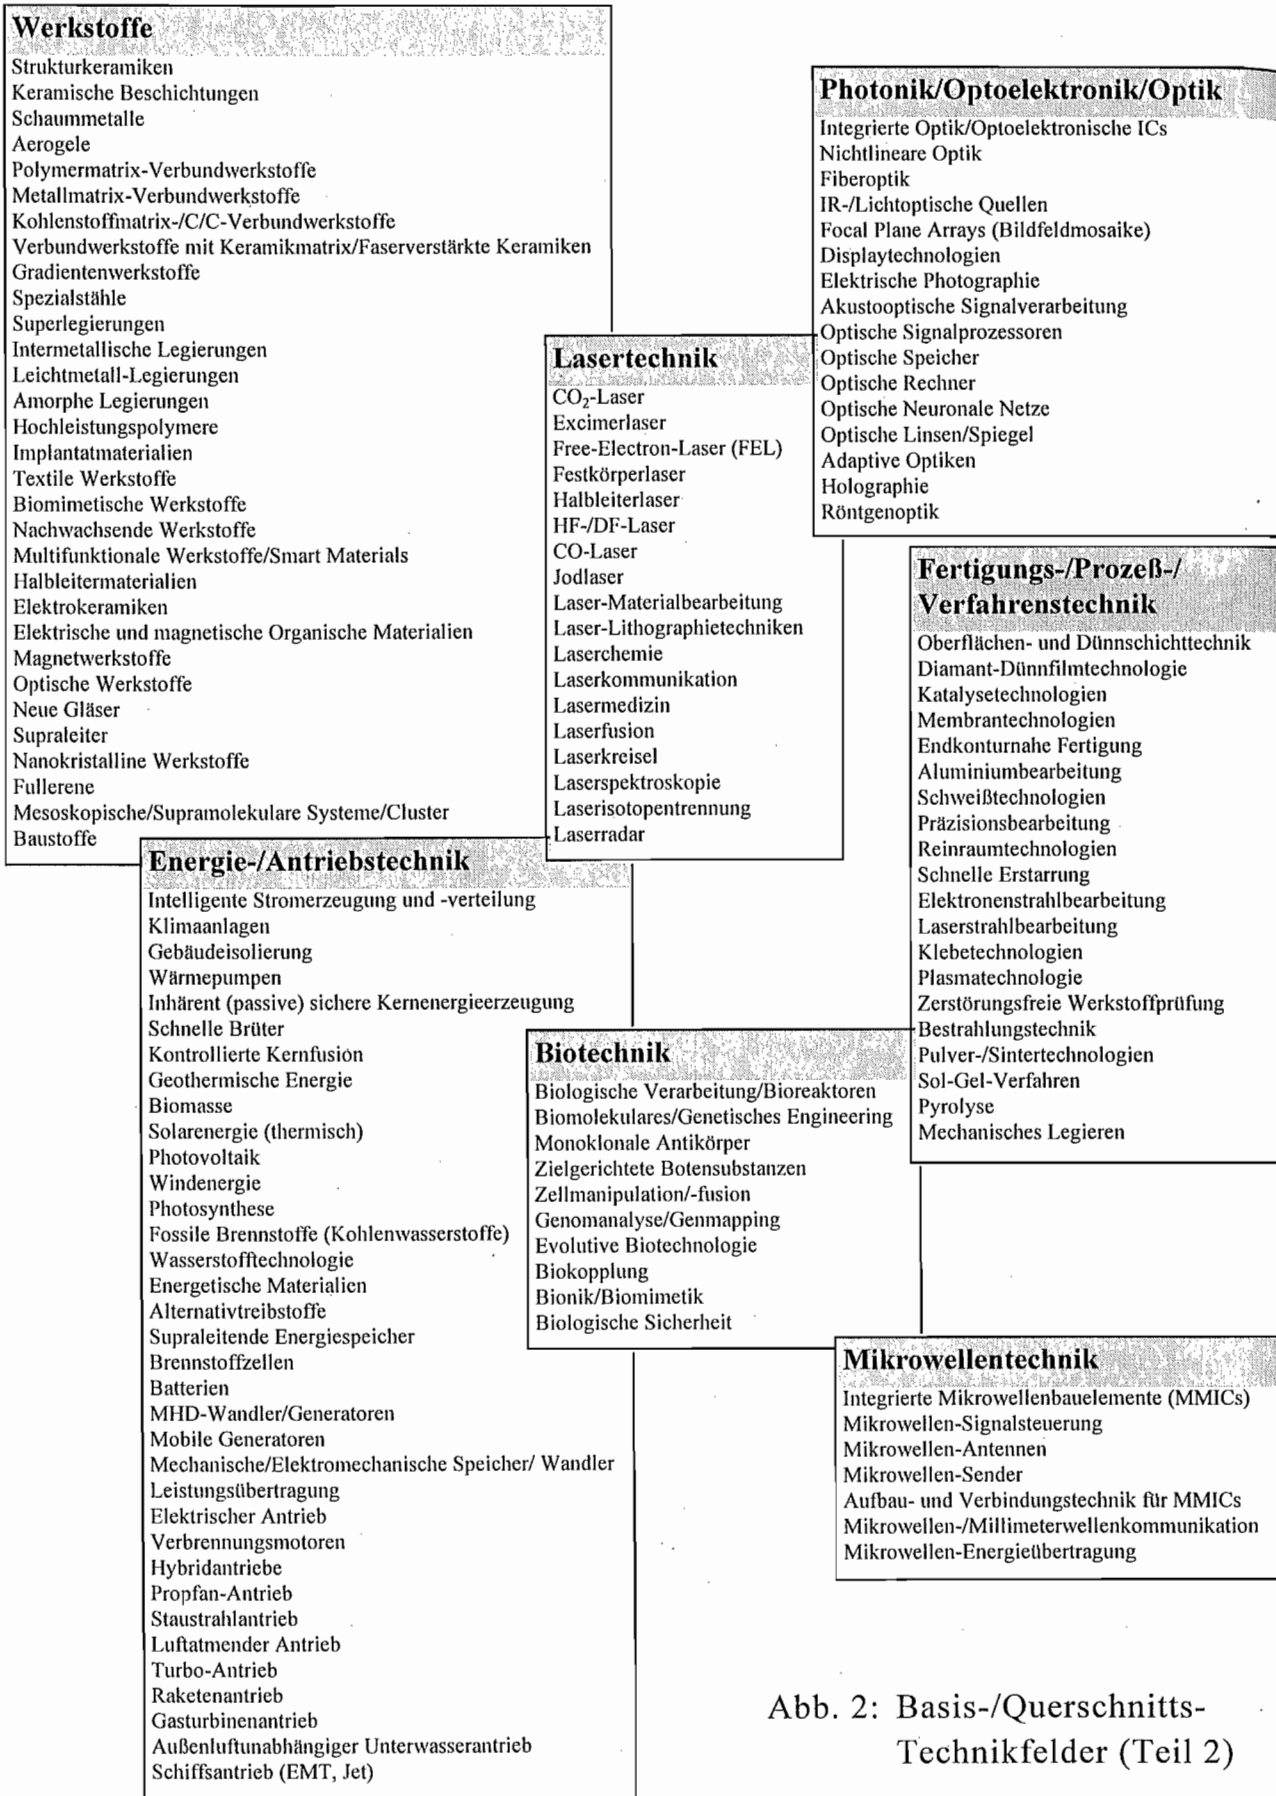 Werkstoffe
Strukturkeramiken
Keramische Beschichtungen
Schaummetalle
Aerogele
Polymermatrix-Verbundwerkstoffe
Metallmatrix-Verbundwerkstoffe
Kohlenstoffmatrix-/C/C-Verbundwerkstoffe
Verbundwerkstoffe mit Keramikmatrix/Faserverstärkte Keramiken
Gradientenwerkstoffe
Spezialstähle
Superlegierungen
Intermetallische Legierungen
Leichtmetall-Legierungen
Amorphe Legierungen
Hochleistungspolymere
Implantatmaterialien
Textile Werkstoffe
Biomimetische Werkstoffe
Nachwachsende Werkstoffe
Multifunktionale Werkstoffe/Smart Materials
Halbleitermaterialien
Elektrokeramiken
Elektrische und magnetische Organische Materialien
Magnetwerkstoffe
Optische Werkstoffe
Neue Gläser
Supraleiter
Nanokristalline Werkstoffe
Fullerene
Mesoskopische/Supramolekulare Systeme/Cluster
Baustoffe
Photonik/Optoelektronik/Optik
Integrierte Optik/Optoelektronische ICs
Nichtlineare Optik
Fiberoptik
IR-/Lichtoptische Quellen
Focal Plane Arrays (Bildfeldmosaike)
Displaytechnologien
Elektrische Photographie
Akustooptische Signalverarbeitung
Optische Signalprozessoren
Optische Speicher
Optische Rechner
Optische Neuronale Netze
Optische Linsen/Spiegel
Adaptive Optiken
Holographie
Röntgenoptik
Lasertechnik
CO₂-Laser
Excimerlaser
Free-Electron-Laser (FEL)
Festkörperlaser
Halbleiterlaser
HF-/DF-Laser
CO-Laser
Jodlaser
Laser-Materialbearbeitung
Laser-Lithographietechniken
Laserchemie
Laserkommunikation
Lasermedizin
Laserfusion
Laserkreisel
Laserspektroskopie
Laserisotopentrennung
Laserradar
Fertigungs-/Prozeß-/
Verfahrenstechnik
Oberflächen- und Dünnschichttechnik
Diamant-Dünnfilmtechnologie
Katalysetechnologien
Membrantechnologien
Endkonturnahe Fertigung
Aluminiumbearbeitung
Schweißtechnologien
Präzisionsbearbeitung
Reinraumtechnologien
Schnelle Erstarrung
Elektronenstrahlbearbeitung
Laserstrahlbearbeitung
Klebetechnologien
Plasmatechnologie
Zerstörungsfreie Werkstoffprüfung
Bestrahlungstechnik
Pulver-/Sintertechnologien
Sol-Gel-Verfahren
Pyrolyse
Mechanisches Legieren
Energie-/Antriebstechnik
Intelligente Stromerzeugung und -verteilung
Klimaanlagen
Gebäudeisolierung
Wärmepumpen
Inhärent (passive) sichere Kernenergieerzeugung
Schnelle Brüter
Kontrollierte Kernfusion
Geothermische Energie
Biomasse
Solarenergie (thermisch)
Photovoltaik
Windenergie
Photosynthese
Fossile Brennstoffe (Kohlenwasserstoffe)
Wasserstofftechnologie
Energetische Materialien
Alternativtreibstoffe
Supraleitende Energiespeicher
Brennstoffzellen
Batterien
MHD-Wandler/Generatoren
Mobile Generatoren
Mechanische/Elektromechanische Speicher/ Wandler
Leistungsübertragung
Elektrischer Antrieb
Verbrennungsmotoren
Hybridantriebe
Propfan-Antrieb
Staustrahlantrieb
Luftatmender Antrieb
Turbo-Antrieb
Raketenantrieb
Gasturbinenantrieb
Außenluftunabhängiger Unterwasserantrieb
Schiffsantrieb (EMT, Jet)
Biotechnik
Biologische Verarbeitung/Bioreaktoren
Biomolekulares/Genetisches Engineering
Monoklonale Antikörper
Zielgerichtete Botensubstanzen
Zellmanipulation/-fusion
Genomanalyse/Genmapping
Evolutive Biotechnologie
Biokopplung
Bionik/Biomimetik
Biologische Sicherheit
Mikrowellentechnik
Integrierte Mikrowellenbauelemente (MMICs)
Mikrowellen-Signalsteuerung
Mikrowellen-Antennen
Mikrowellen-Sender
Aufbau- und Verbindungstechnik für MMICs
Mikrowellen-/Millimeterwellenkommunikation
Mikrowellen-Energieübertragung
Abb. 2: Basis-/Querschnitts-
Technikfelder (Teil 2)